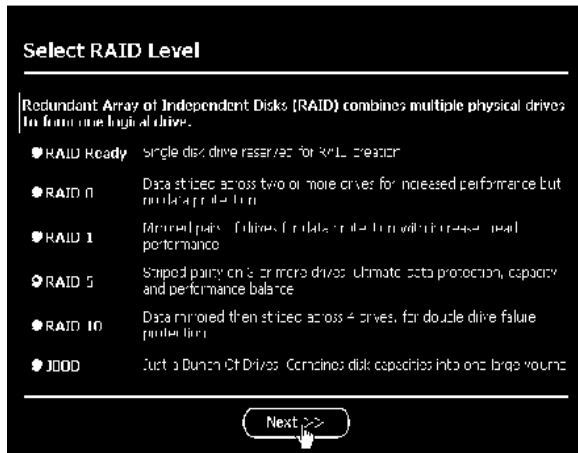 Select RAID Level
Redundant Array of Independent Disks (RAID) combines multiple physical drives
to form one logical drive.
RAID Ready Single disk drive reserved for RAID creation
RAID 0 Data striped across two or more drives for increased performance but
no data protection
RAID 1 Mirrored pairs of drives for data protection with increased read
performance
RAID 5 Striped parity on 3 or more drives, ultimate data protection, capacity
and performance balance
RAID 10 Data mirrored then striped across 4 drives, for double drive failure
protection
JBOD Just a Bunch Of Drives. Combines disk capacities into one large volume
Next >>